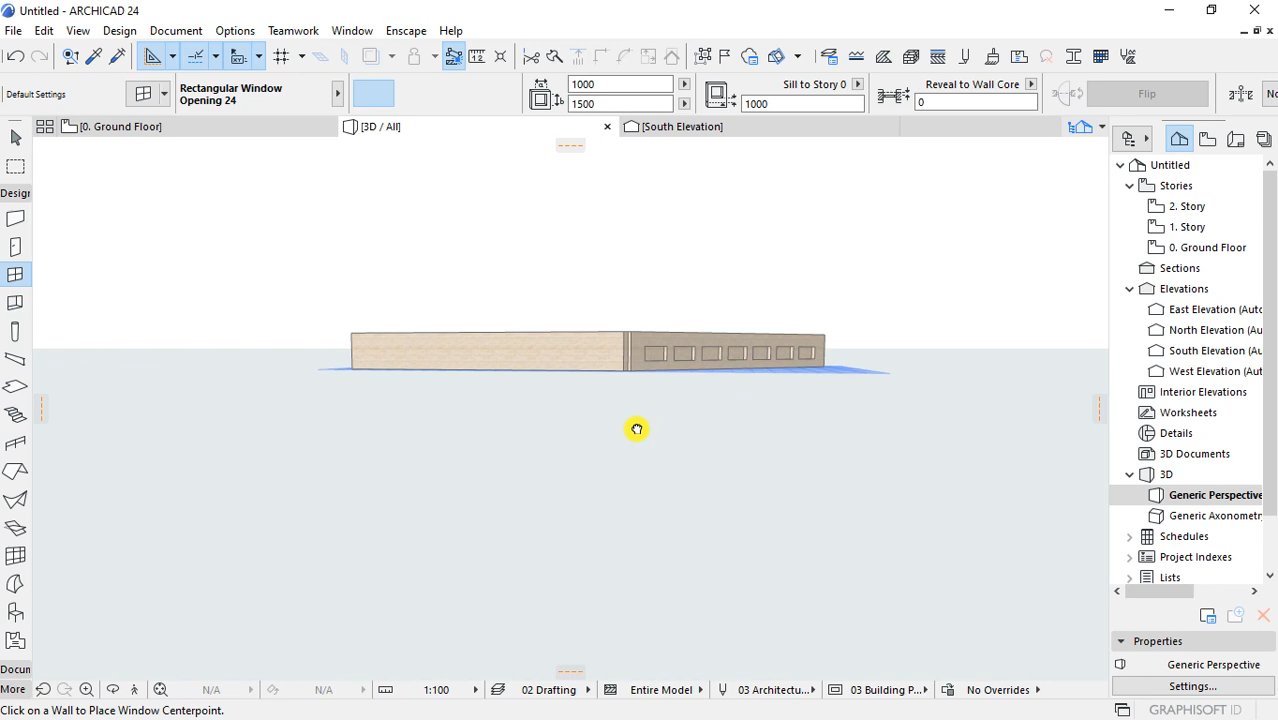 Untitled - ARCHICAD 24
File Edit View Design Document Options Teamwork Window Enscape Help
Default Settings
Rectangular Window Opening 24
1000
1500
Sill to Story 0
1000
Reveal to Wall Core
0
Flip
No
[0. Ground Floor]
[3D / All]
[South Elevation]
Design
Untitled
Stories
2. Story
1. Story
0. Ground Floor
Sections
Elevations
East Elevation (Auto
North Elevation (Au
South Elevation (Au
West Elevation (Aut
Interior Elevations
Worksheets
Details
3D Documents
3D
Generic Perspective
Generic Axonometr
Schedules
Project Indexes
Lists
Properties
Generic Perspective
Settings...
Docun
More
N/A
N/A
1:100
02 Drafting
Entire Model
03 Architectu...
03 Building P...
No Overrides
Click on a Wall to Place Window Centerpoint.
GRAPHISOFT ID